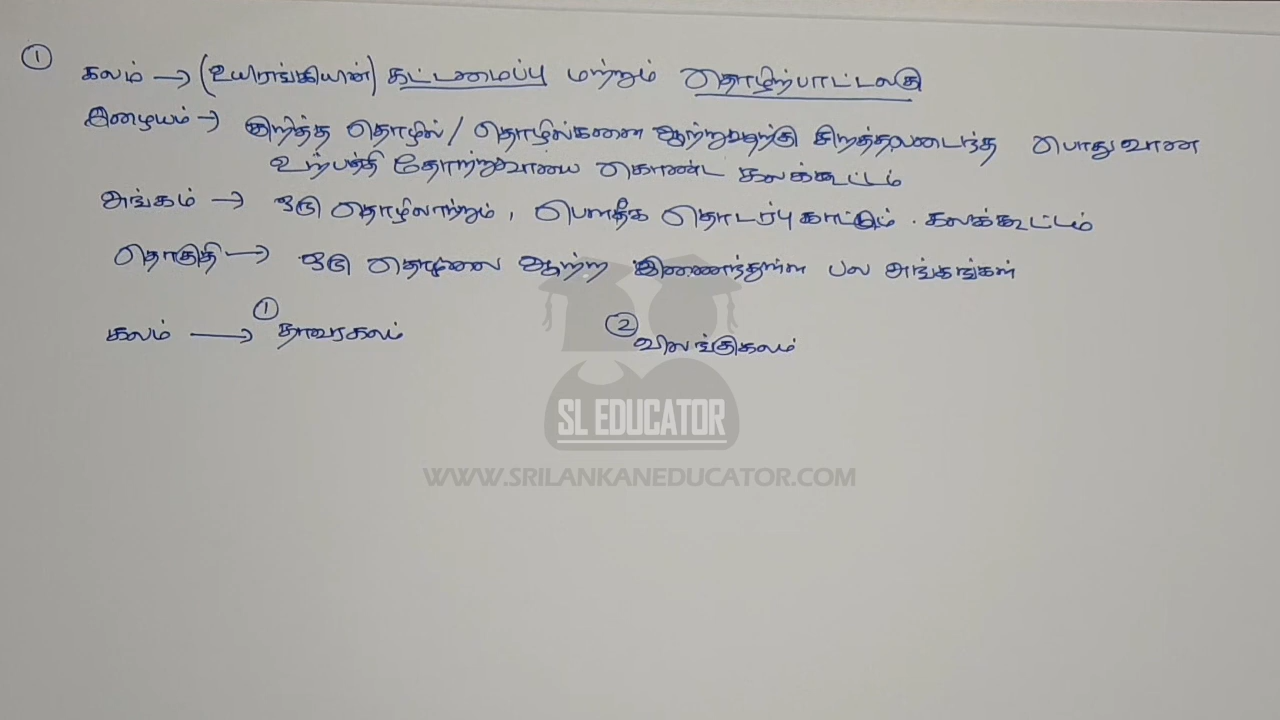 ① கலம் → (உயிரங்கியின்) கட்டமைப்பு மற்றும் தொழிற்பாட்டலகு
இழையம் → குறித்த தொழில் / தொழில்களை ஆற்றுவதற்கு சிறத்தலடைந்த பொதுவான
உற்பத்தி தோற்றுவாயை கொண்ட கலக்கூட்டம்
அங்கம் → ஒரு தொழிலாற்றும், பௌதீக தொடர்பு காட்டும். கலக்கூட்டம்
தொகுதி → ஒரு தொழிலை ஆற்ற இணைந்துள்ள பல அங்கங்கள்
கலம் → ① தாவரகலம் ② விலங்குகலம்
SL EDUCATOR
WWW.SRILANKANEDUCATOR.COM